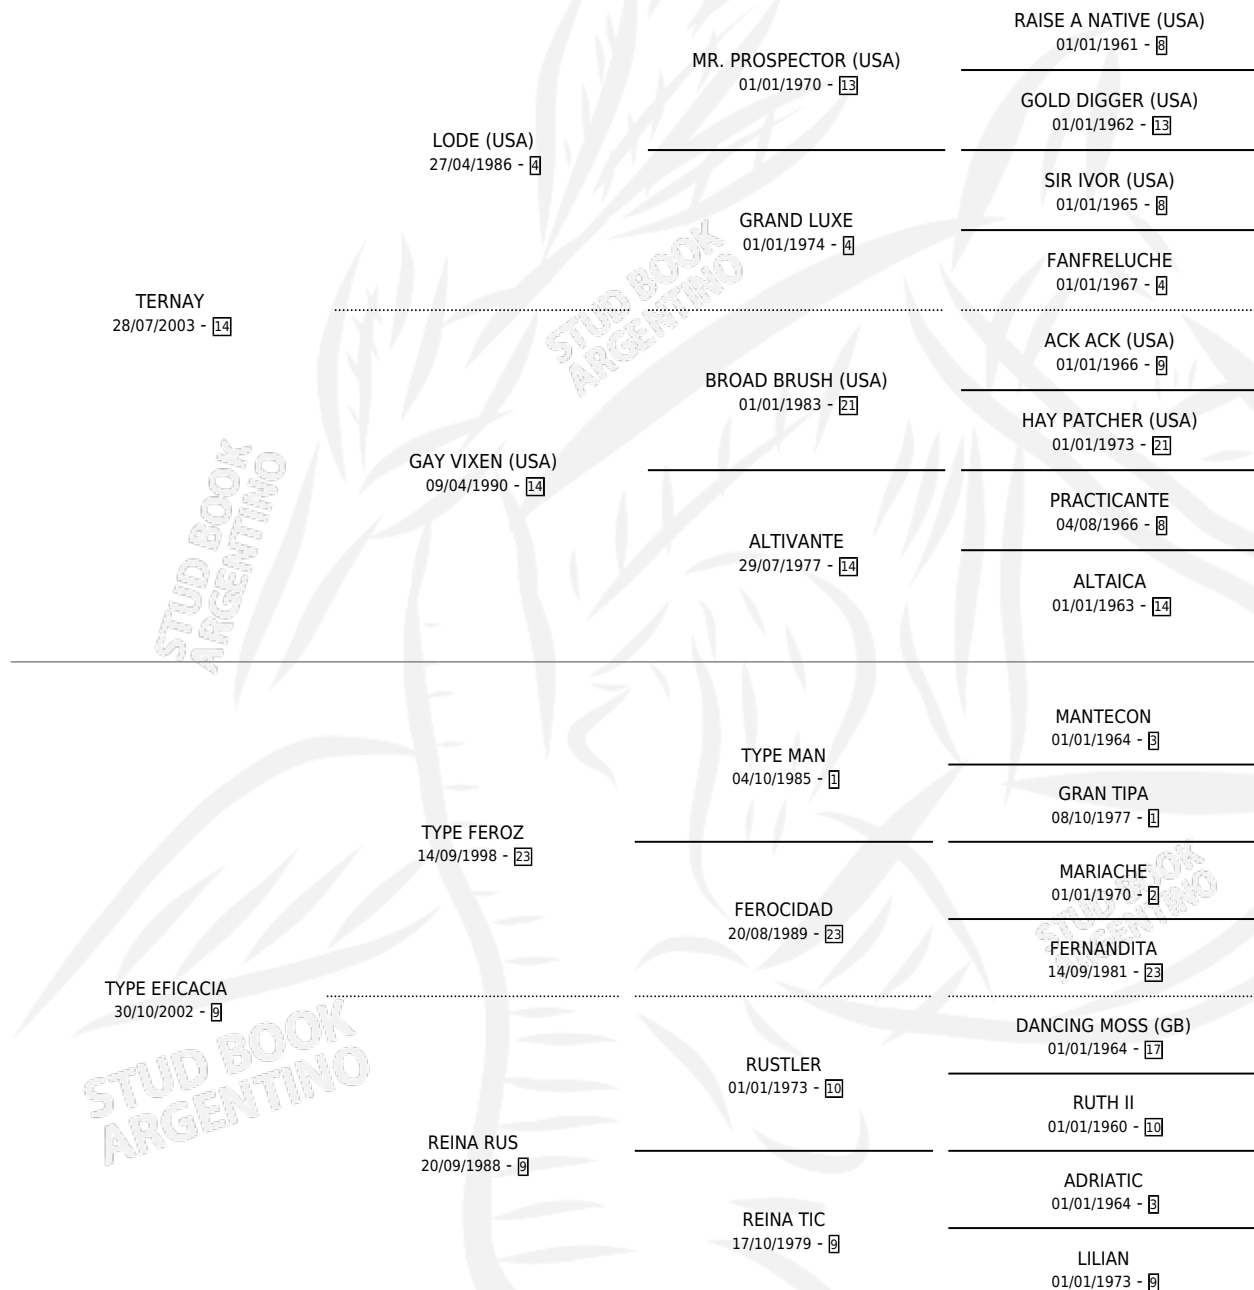 RAISE A NATIVE (USA)
01/01/1961 - 8
MR. PROSPECTOR (USA)
01/01/1970 - 13
GOLD DIGGER (USA)
01/01/1962 - 13
LODE (USA)
27/04/1986 - 4
SIR IVOR (USA)
01/01/1965 - 8
GRAND LUXE
01/01/1974 - 4
FANFRELUCHE
01/01/1967 - 4
TERNAY
28/07/2003 - 14
STUD BOOK
ARGENTINO
ACK ACK (USA)
01/01/1966 - 9
BROAD BRUSH (USA)
01/01/1983 - 21
HAY PATCHER (USA)
01/01/1973 - 21
GAY VIXEN (USA)
09/04/1990 - 14
PRACTICANTE
04/08/1966 - 8
ALTIVANTE
29/07/1977 - 14
ALTAICA
01/01/1963 - 14
STUD BOOK
ARGENTINO
MANTECON
01/01/1964 - 3
TYPE MAN
04/10/1985 - 1
GRAN TIPA
08/10/1977 - 1
TYPE FEROZ
14/09/1998 - 23
MARIACHE
01/01/1970 - 2
FEROCIDAD
20/08/1989 - 23
STUD BOOK
ARGENTINO
FERNANDITA
14/09/1981 - 23
TYPE EFICACIA
30/10/2002 - 9
STUD BOOK
ARGENTINO
DANCING MOSS (GB)
01/01/1964 - 17
RUSTLER
01/01/1973 - 10
RUTH II
01/01/1960 - 10
REINA RUS
20/09/1988 - 9
ADRIATIC
01/01/1964 - 3
REINA TIC
17/10/1979 - 9
LILIAN
01/01/1973 - 9